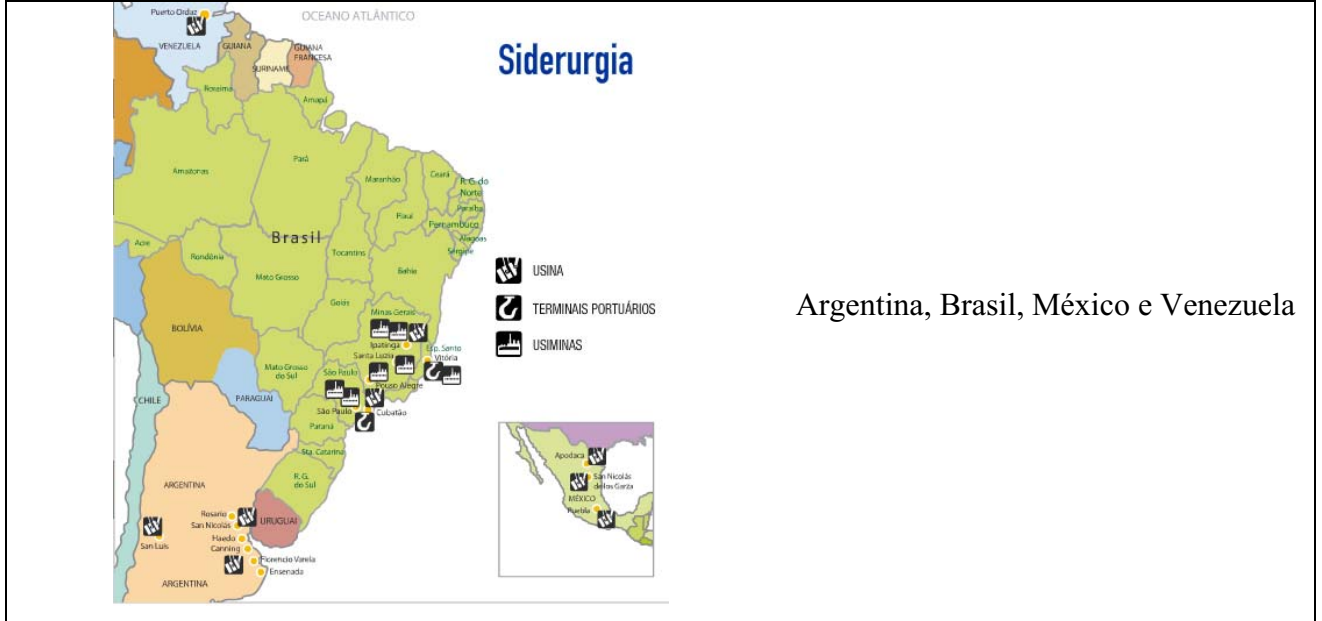 OCEANO ATLÂNTICO
Siderurgia
Puerto Ordaz
VENEZUELA
GUIANA
SURINAME
GUIANA
FRANCESA
Roraima
Amapá
Amazonas
Pará
Maranhão
Ceará
R. G. do
Norte
Paraíba
Piauí
Pernambuco
Alagoas
Sergipe
Acre
Rondônia
Brasil
Tocantins
Mato Grosso
Bahia
Goiás
Minas Gerais
BOLÍVIA
Ipatinga
Santa Luzia
Esp. Santo
Vitória
Mato Grosso
do Sul
São Paulo
Pouso Alegre
CHILE
PARAGUAI
São Paulo
Cubatão
Paraná
Sta. Catarina
R. G.
do Sul
ARGENTINA
URUGUAI
Rosario
San Nicolás
San Luis
Haedo
Canning
Florencio Varela
Ensenada
ARGENTINA
USINA
TERMINAIS PORTUÁRIOS
USIMINAS
Apodaca
San Nicolás
de los Garza
MÉXICO
Puebla
Argentina, Brasil, México e Venezuela